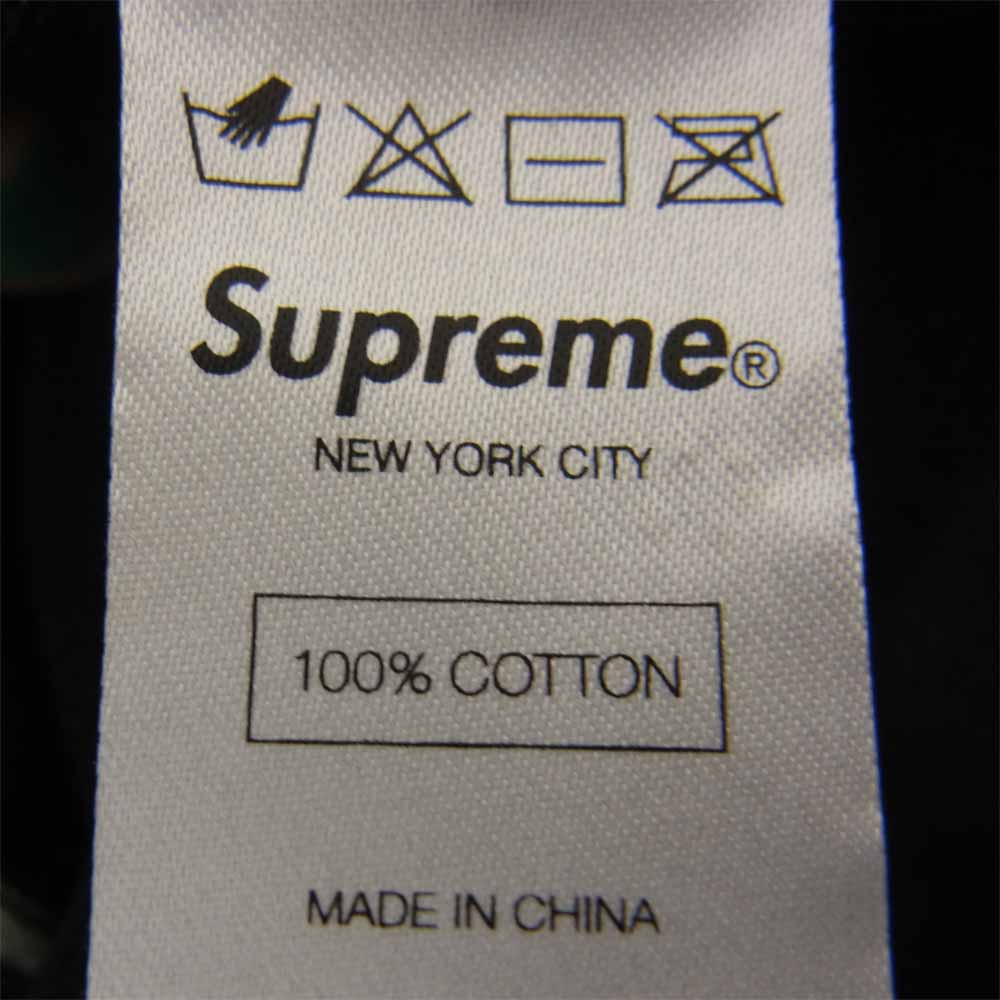 Supreme®
NEW YORK CITY
100% COTTON
MADE IN CHINA